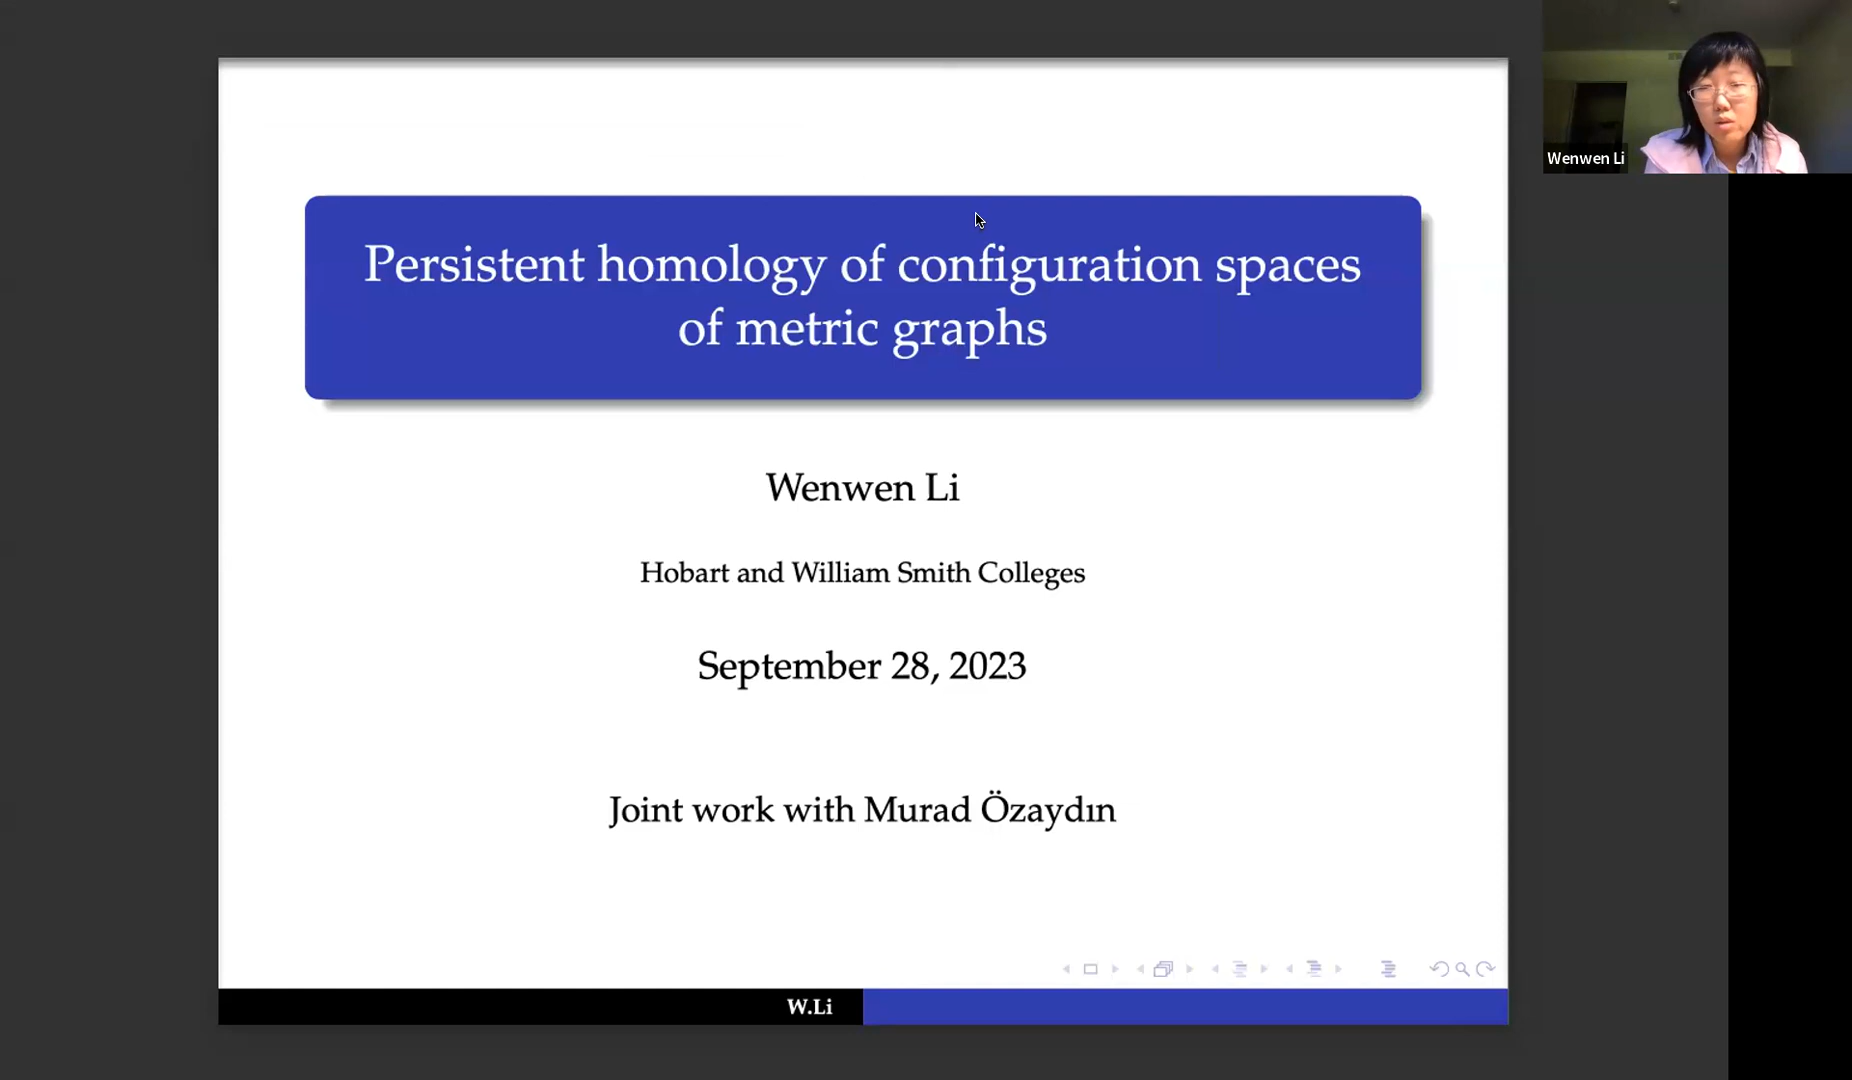 Persistent homology of configuration spaces
of metric graphs
Wenwen Li
Hobart and William Smith Colleges
September 28, 2023
Joint work with Murad Özaydın
W.Li
Wenwen Li